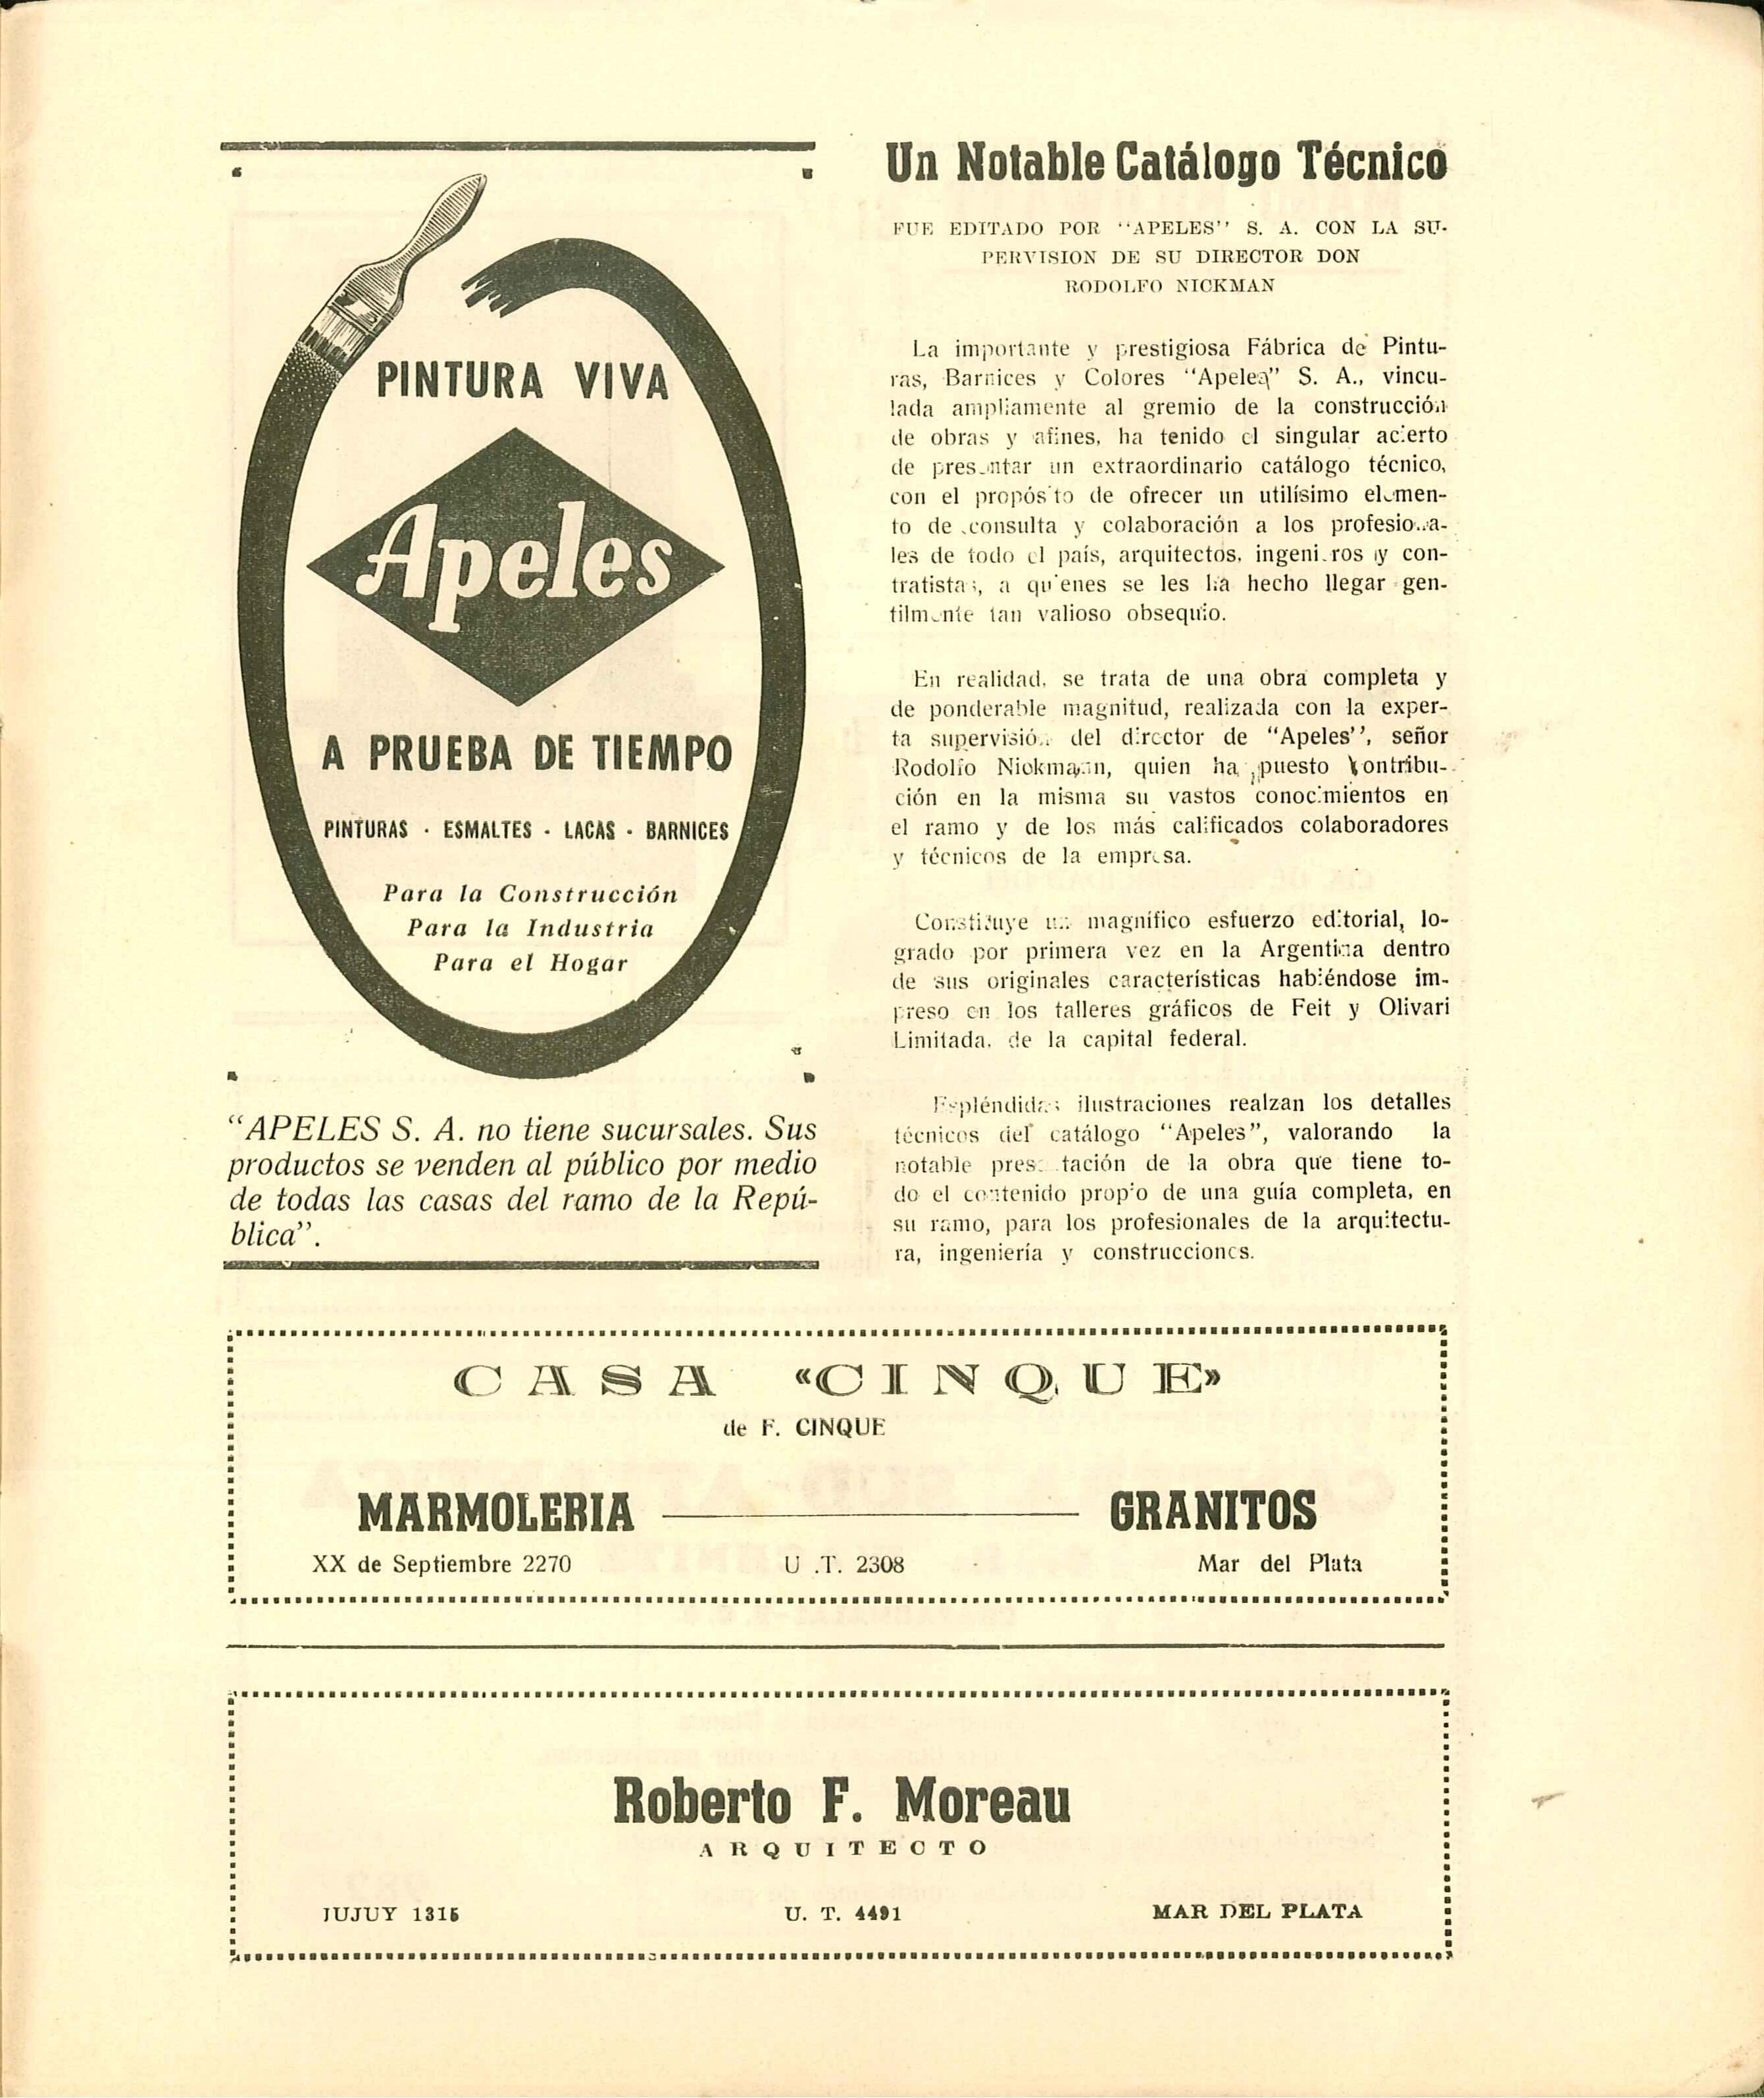 PINTURA VIVA
Apeles
A PRUEBA DE TIEMPO
PINTURAS · ESMALTES - LACAS · BARNICES
Para la Construcción
Para la Industria
Para el Hogar
“APELES S. A. no tiene sucursales. Sus
productos se venden al público por medio
de todas las casas del ramo de la Repú-
blica”.
Un Notable Catálogo Técnico
FUE EDITADO POR “APELES” S. A. CON LA SU-
PERVISION DE SU DIRECTOR DON
RODOLFO NICKMAN
La importante y prestigiosa Fábrica de Pintu-
ras, Barnices y Colores “Apeles” S. A., vincu-
lada ampliamente al gremio de la construcción
de obras y afines, ha tenido el singular acierto
de presentar un extraordinario catálogo técnico,
con el propósito de ofrecer un utilísimo elemen-
to de consulta y colaboración a los profesiona-
les de todo el país, arquitectos, ingenieros y con-
tratistas, a quienes se les ha hecho llegar gen-
tilmente tan valioso obsequio.
En realidad, se trata de una obra completa y
de ponderable magnitud, realizada con la exper-
ta supervisión del director de “Apeles”, señor
Rodolfo Nickmann, quien ha puesto contribu-
ción en la misma su vastos conocimientos en
el ramo y de los más calificados colaboradores
y técnicos de la empresa.
Constituye un magnífico esfuerzo editorial, lo-
grado por primera vez en la Argentina dentro
de sus originales características habiéndose im-
preso en los talleres gráficos de Feit y Olivari
Limitada, de la capital federal.
Espléndidas ilustraciones realzan los detalles
técnicos del catálogo “Apeles”, valorando la
notable presentación de la obra que tiene to-
do el contenido propio de una guía completa, en
su ramo, para los profesionales de la arquitectu-
ra, ingeniería y construcciones.
CASA «CINQUE»
de F. CINQUE
MARMOLERIA GRANITOS
XX de Septiembre 2270 U .T. 2308 - Mar del Plata
Roberto F. Moreau
ARQUITECTO
JUJUY 1315 U. T. 4491 MAR DEL PLATA